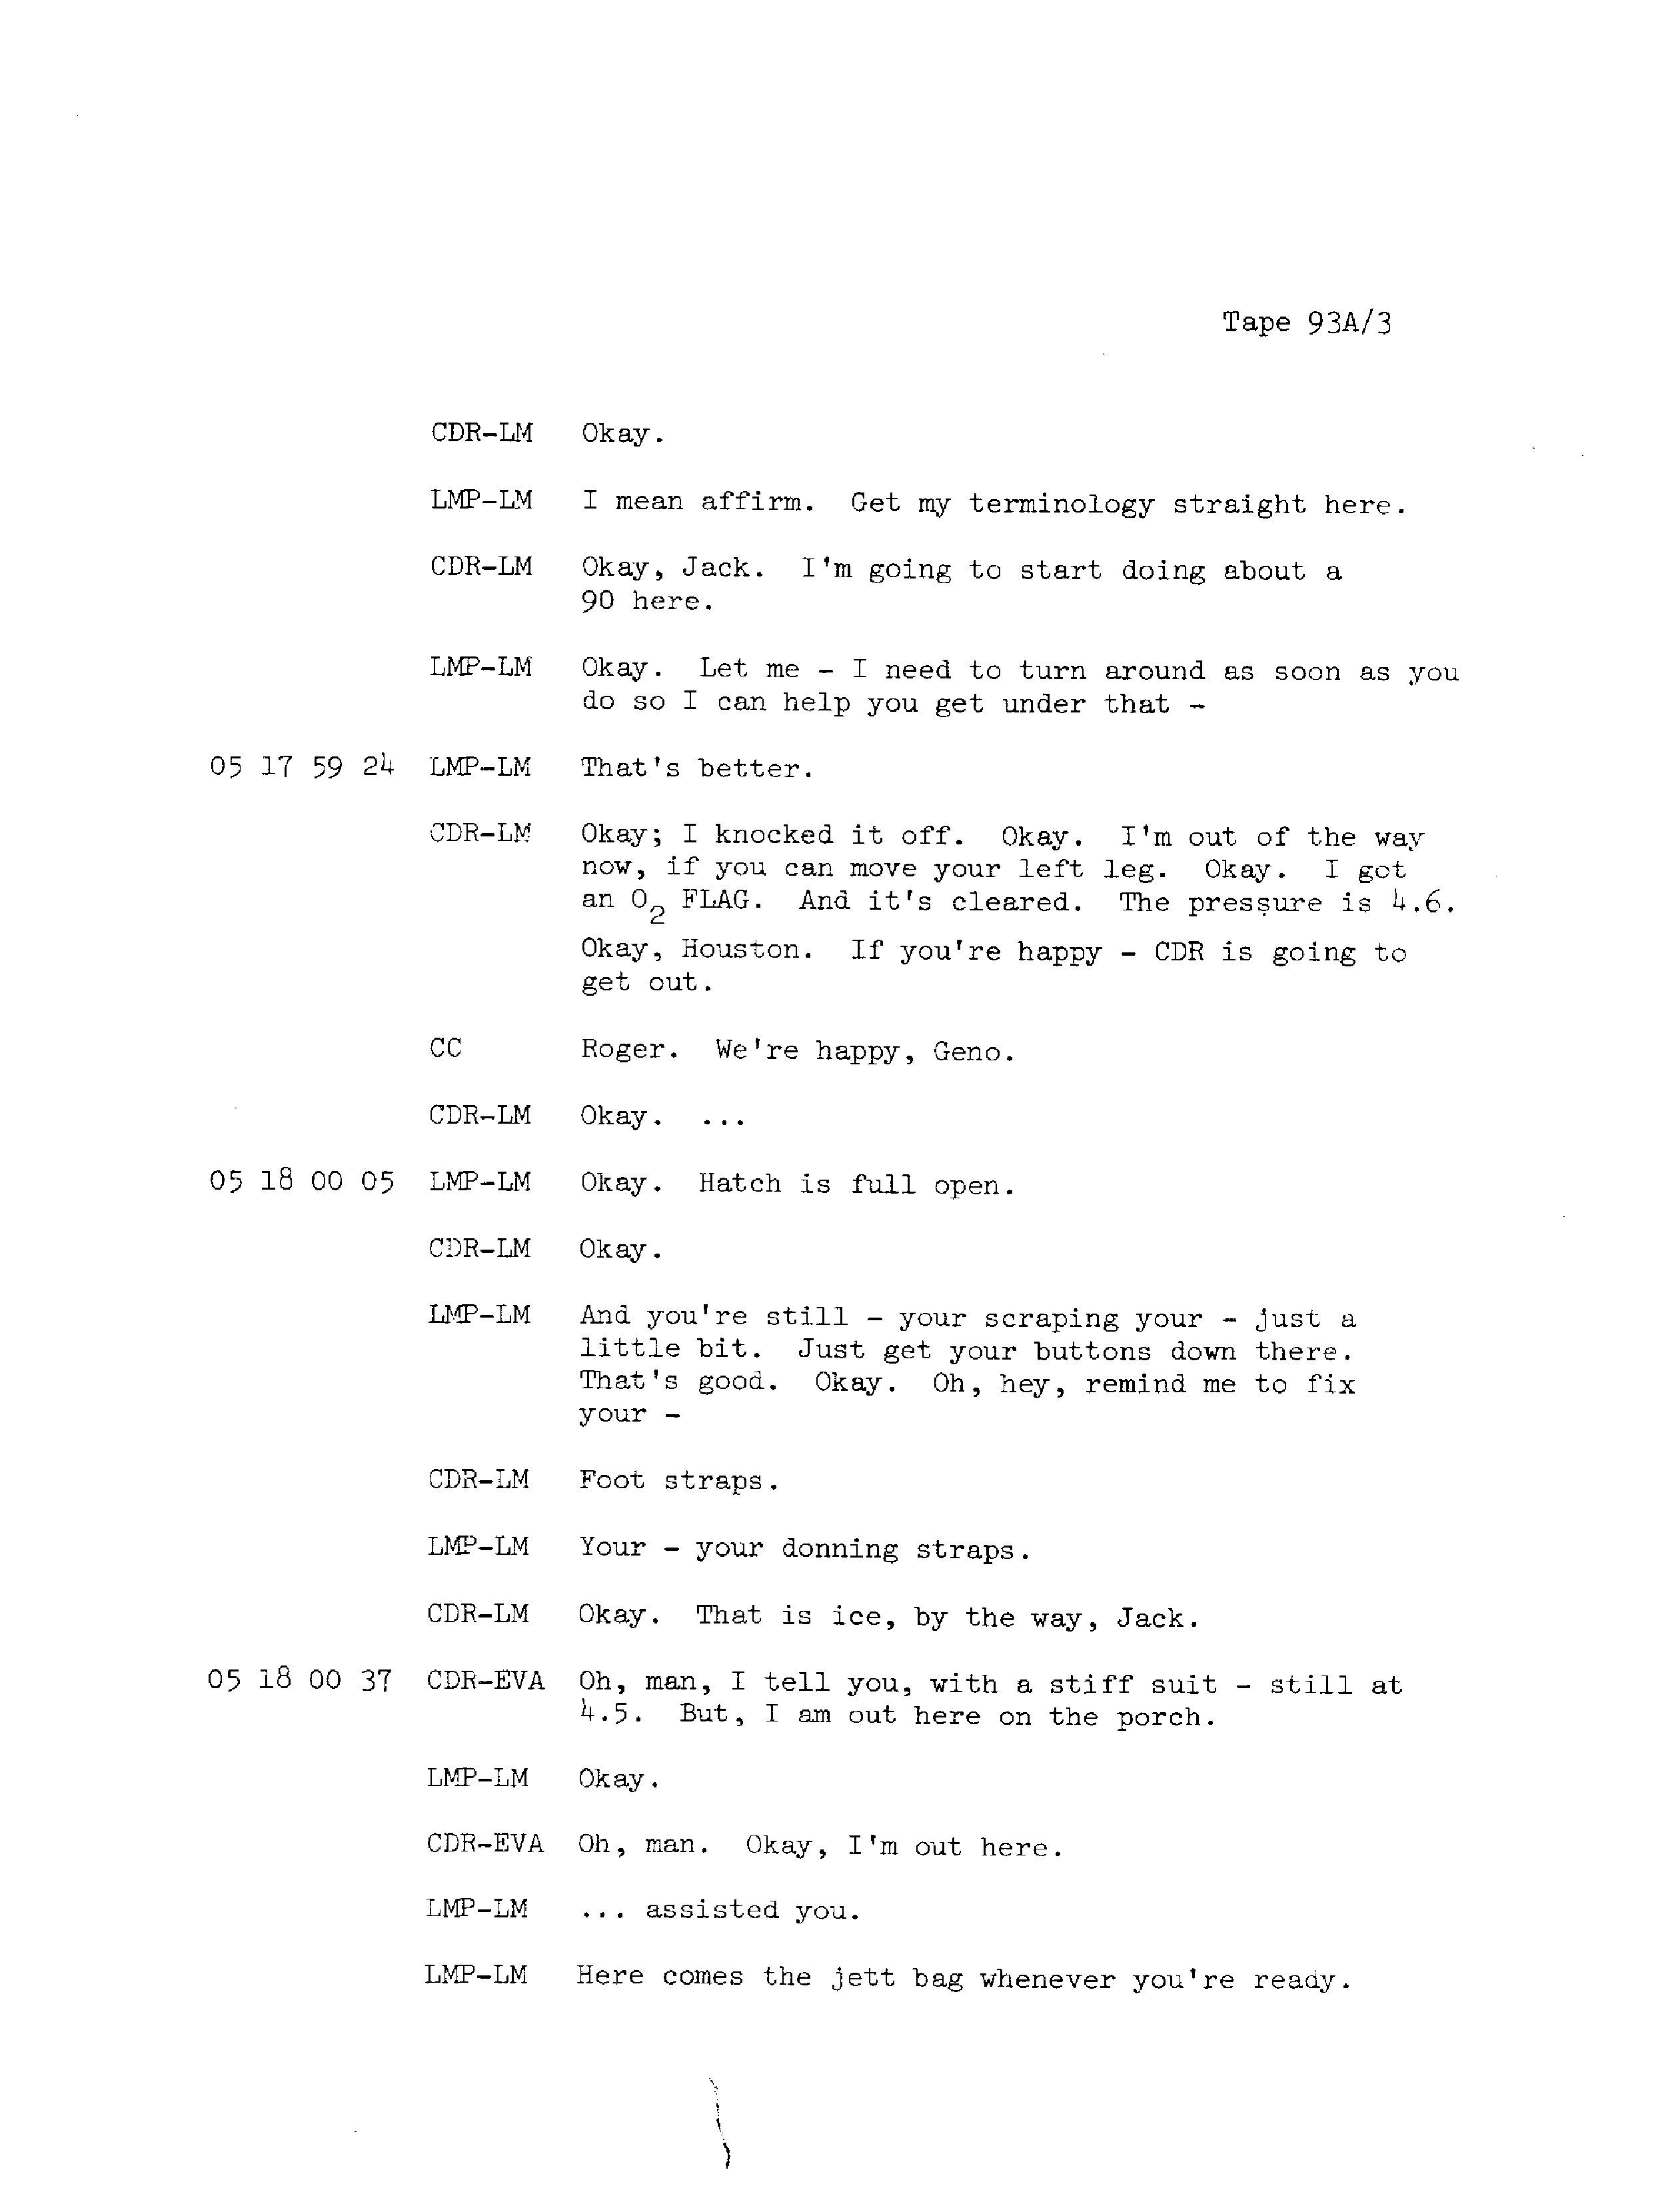 Tape 93A/3
CDR-LM Okay.
LMP-LM I mean affirm. Get my terminology straight here.
CDR-LM Okay, Jack. I'm going to start doing about a
90 here.
LMP-LM Okay. Let me - I need to turn around as soon as you
do so I can help you get under that -
05 17 59 24 LMP-LM That's better.
CDR-LM Okay; I knocked it off. Okay. I'm out of the way
now, if you can move your left leg. Okay. I got
an O2 FLAG. And it's cleared. The pressure is 4.6.
Okay, Houston. If you're happy - CDR is going to
get out.
CC Roger. We're happy, Geno.
CDR-LM Okay. ...
05 18 00 05 LMP-LM Okay. Hatch is full open.
CDR-LM Okay.
LMP-LM And you're still - your scraping your - just a
little bit. Just get your buttons down there.
That's good. Okay. Oh, hey, remind me to fix
your -
CDR-LM Foot straps.
LMP-LM Your - your donning straps.
CDR-LM Okay. That is ice, by the way, Jack.
05 18 00 37 CDR-EVA Oh, man, I tell you, with a stiff suit - still at
4.5. But, I am out here on the porch.
LMP-LM Okay.
CDR-EVA Oh, man. Okay, I'm out here.
LMP-LM ... assisted you.
LMP-LM Here comes the jett bag whenever you're ready.